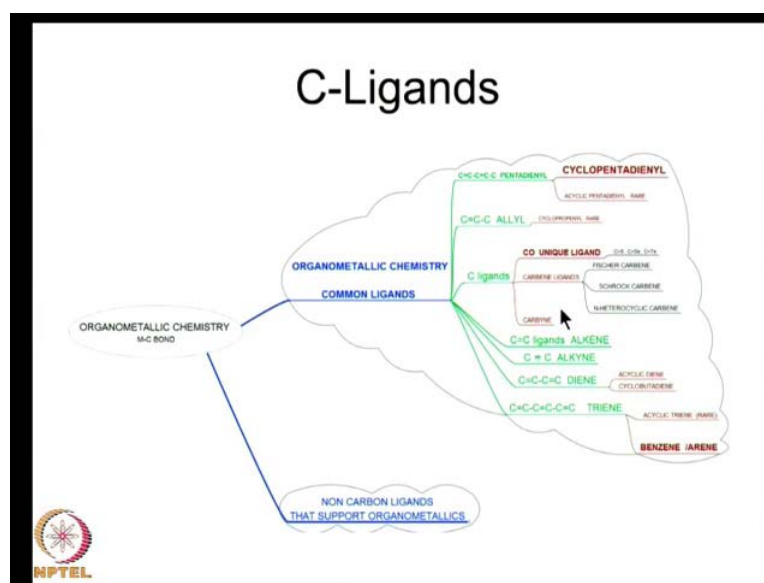 C-Ligands
C=C-C=C-C PENTADIENYL
CYCLOPENTADIENYL
ACYCLIC PENTADIENYL RARE
C=C-C ALLYL
CYCLOPROPENYL RARE
ORGANOMETALLIC CHEMISTRY
COMMON LIGANDS
C ligands
CO UNIQUE LIGAND
C=S, C=Se, C=Te
CARBENE LIGANDS
FISCHER CARBENE
SCHROCK CARBENE
N-HETEROCYCLIC CARBENE
CARBYNE
ORGANOMETALLIC CHEMISTRY
M-C BOND
C=C ligands ALKENE
C ≡ C ALKYNE
C=C-C=C DIENE
ACYCLIC DIENE
CYCLOBUTADIENE
C=C-C=C-C=C TRIENE
ACYCLIC TRIENE (RARE)
BENZENE /ARENE
NON CARBON LIGANDS
THAT SUPPORT ORGANOMETALLICS
NPTEL